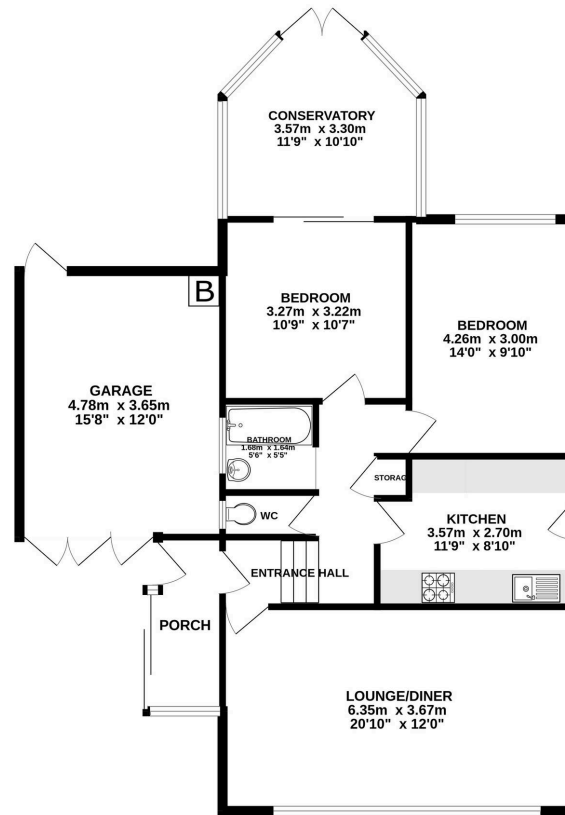 CONSERVATORY
3.57m x 3.30m
11'9" x 10'10"
B
BEDROOM
3.27m x 3.22m
10'9" x 10'7"
BEDROOM
4.26m x 3.00m
14'0" x 9'10"
GARAGE
4.78m x 3.65m
15'8" x 12'0"
BATHROOM
1.68m x 1.64m
5'6" x 5'5"
STORAG
WC
KITCHEN
3.57m x 2.70m
11'9" x 8'10"
ENTRANCE HALL
PORCH
LOUNGE/DINER
6.35m x 3.67m
20'10" x 12'0"